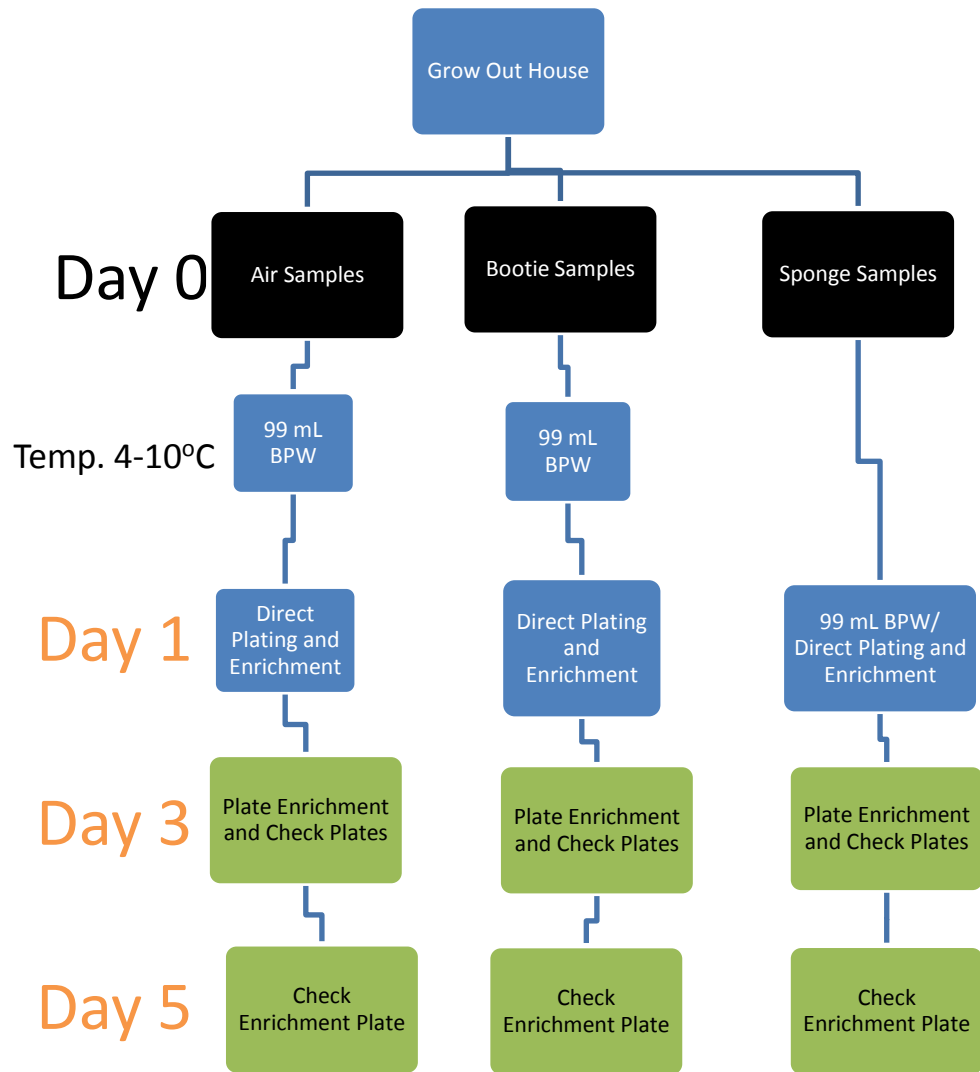 Grow Out House
Day 0
Air Samples
Bootie Samples
Sponge Samples
Temp. 4-10°C
99 mL
BPW
99 mL
BPW
Day 1
Direct
Plating and
Enrichment
Direct Plating
and
Enrichment
99 mL BPW/
Direct Plating and
Enrichment
Day 3
Plate Enrichment
and Check Plates
Plate Enrichment
and Check Plates
Plate Enrichment
and Check Plates
Day 5
Check
Enrichment Plate
Check
Enrichment Plate
Check
Enrichment Plate